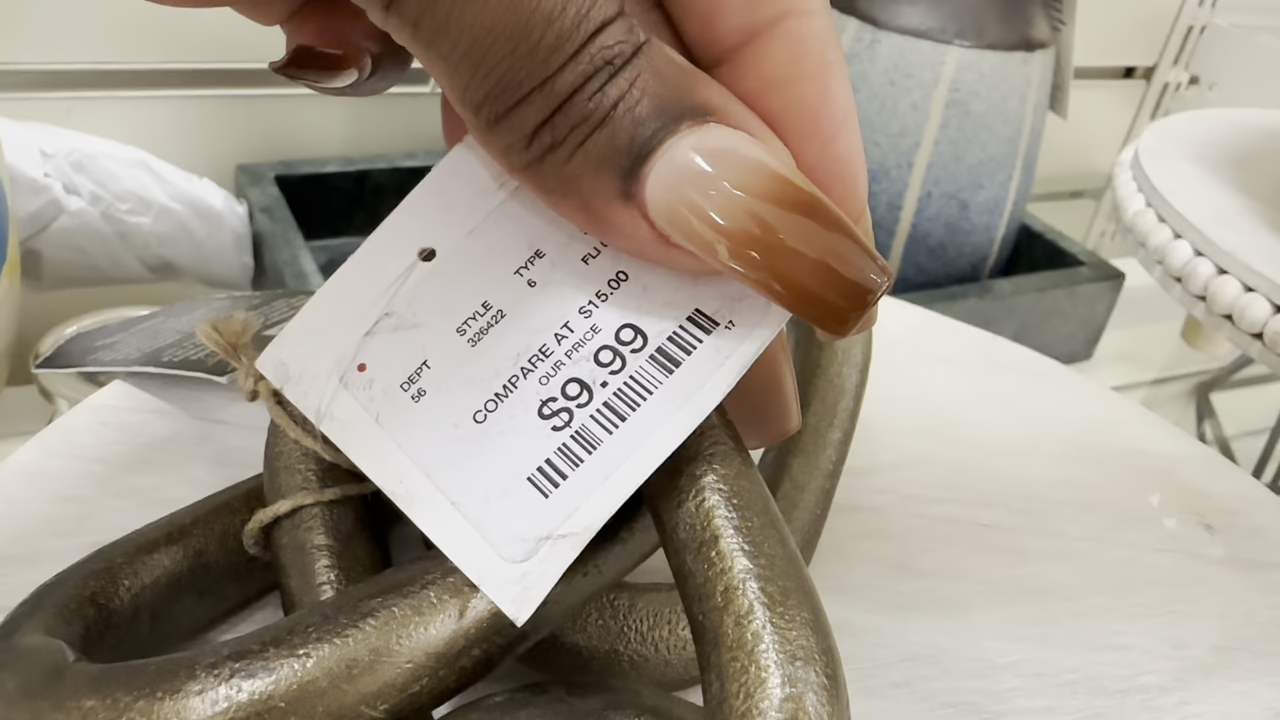 DEPT STYLE TYPE
56 326422 6
COMPARE AT $15.00
OUR PRICE
$9.99
17